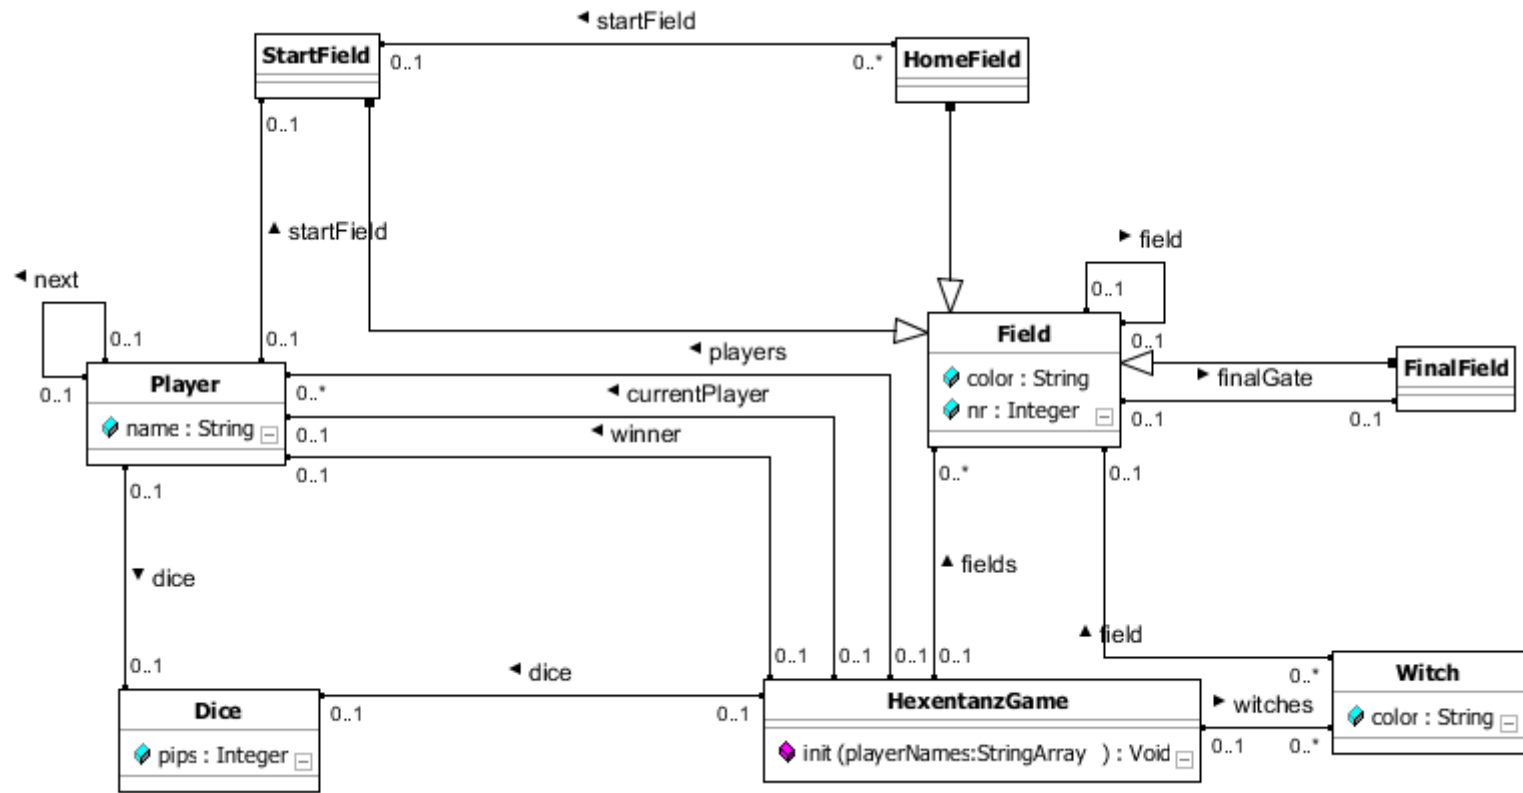 ◄ startField
StartField
HomeField
0..1
0..*
0..1
▲ startField
► field
◄ next
0..1
0..1
0..1
0..1
0..1
Field
color : String
nr : Integer
► finalGate
FinalField
0..1
0..1
◄ players
Player
name : String
0..*
◄ currentPlayer
0..1
◄ winner
0..1
0..1
0..*
0..1
▼ dice
▲ fields
▲ field
0..1
◄ dice
0..1
0..1
0..1
0..1
0..*
Witch
color : String
Dice
pips : Integer
0..1
0..1
HexentanzGame
init (playerNames:StringArray ) : Void
► witches
0..1
0..*